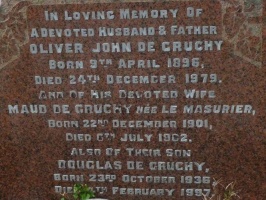 In Loving Memory Of
A Devoted Husband & Father
Oliver John De Gruchy
Born 9th April 1896,
Died 24th December 1979.
And Of His Devoted Wife
Maud De Gruchy née Le Masurier,
Born 22nd December 1901,
Died 6th July 1982.
Also Of Their Son
Douglas De Gruchy,
Born 23rd October 1936
Died February 1997